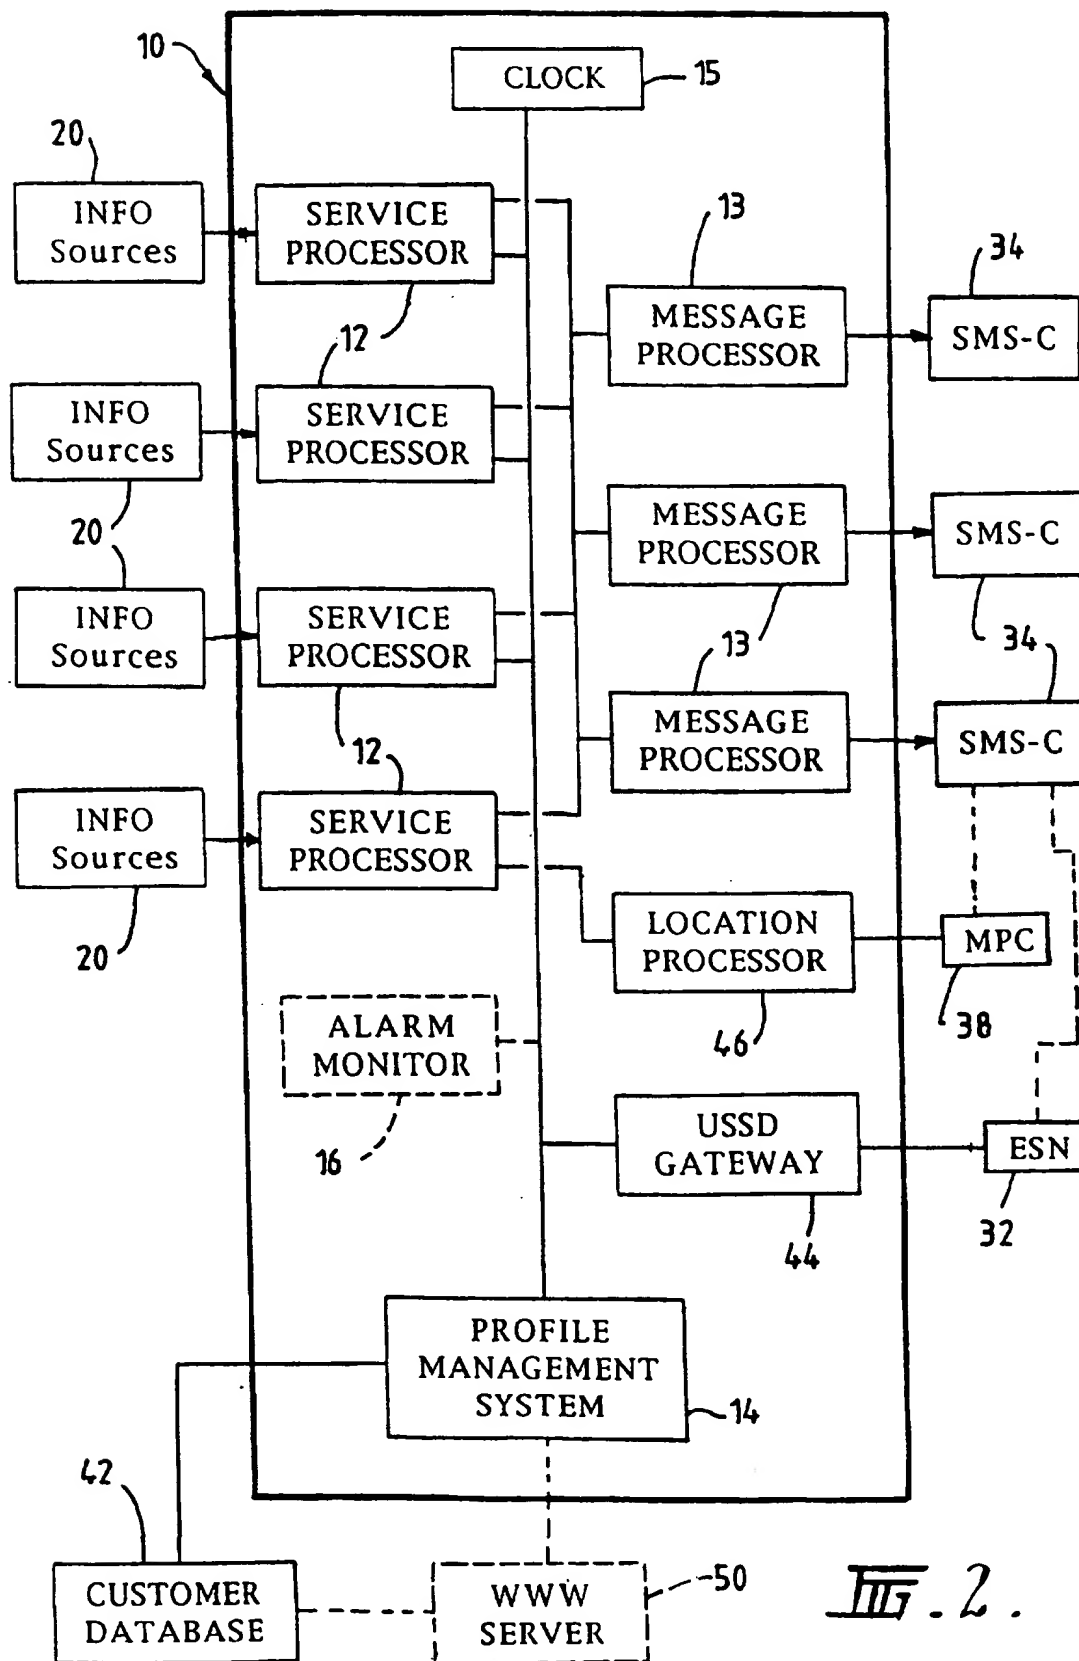 10
CLOCK
15
20
INFO
Sources
SERVICE
PROCESSOR
13
34
MESSAGE
PROCESSOR
SMS-C
12
INFO
Sources
SERVICE
PROCESSOR
20
MESSAGE
PROCESSOR
SMS-C
INFO
Sources
SERVICE
PROCESSOR
13
34
12
MESSAGE
PROCESSOR
SMS-C
INFO
Sources
SERVICE
PROCESSOR
20
LOCATION
PROCESSOR
MPC
ALARM
MONITOR
46
38
16
USSD
GATEWAY
ESN
44
32
PROFILE
MANAGEMENT
SYSTEM
14
42
CUSTOMER
DATABASE
WWW
SERVER
50
FIG. 2.